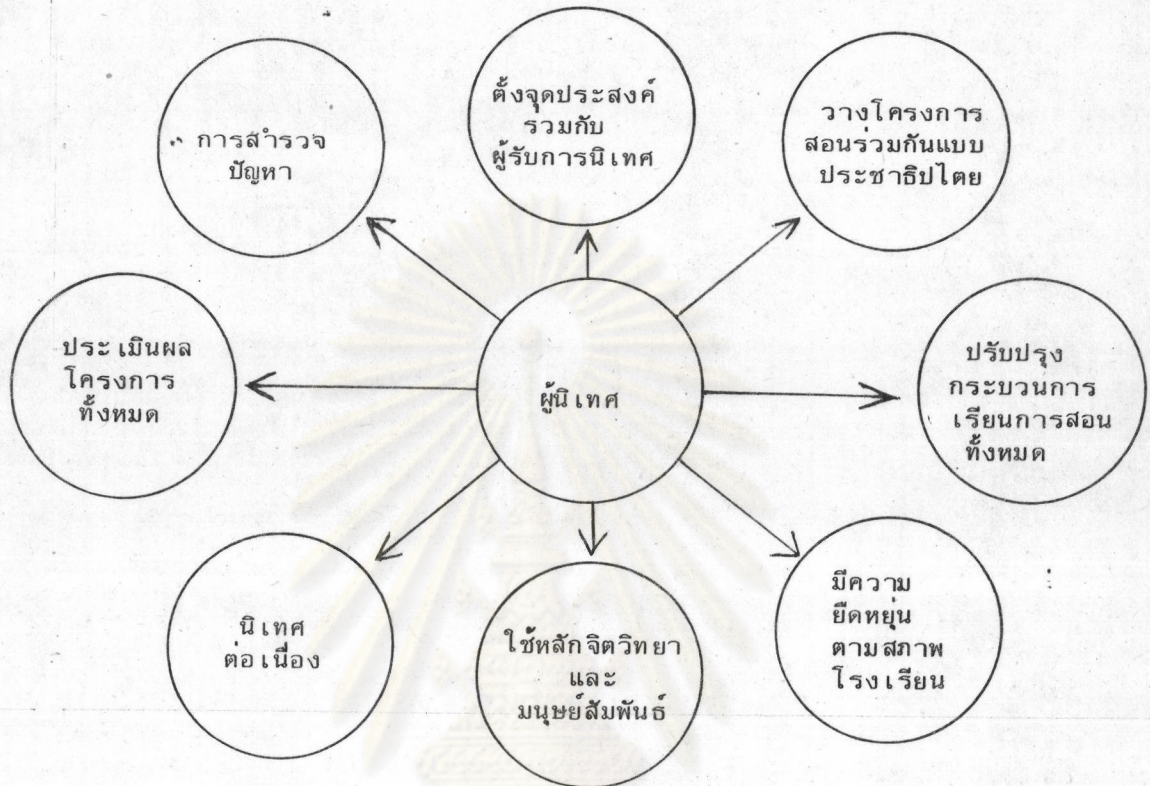 การสำรวจ
ปัญหา
ตั้งจุดประสงค์
รวมกับ
ผู้รับการนิเทศ
วางโครงการ
สอนร่วมกันแบบ
ประชาธิปไตย
ประเมินผล
โครงการ
ทั้งหมด
ผู้นิเทศ
ปรับปรุง
กระบวนการ
เรียนการสอน
ทั้งหมด
นิเทศ
ต่อเนื่อง
ใช้หลักจิตวิทยา
และ
มนุษย์สัมพันธ์
มีความ
ยืดหยุ่น
ตามสภาพ
โรงเรียน